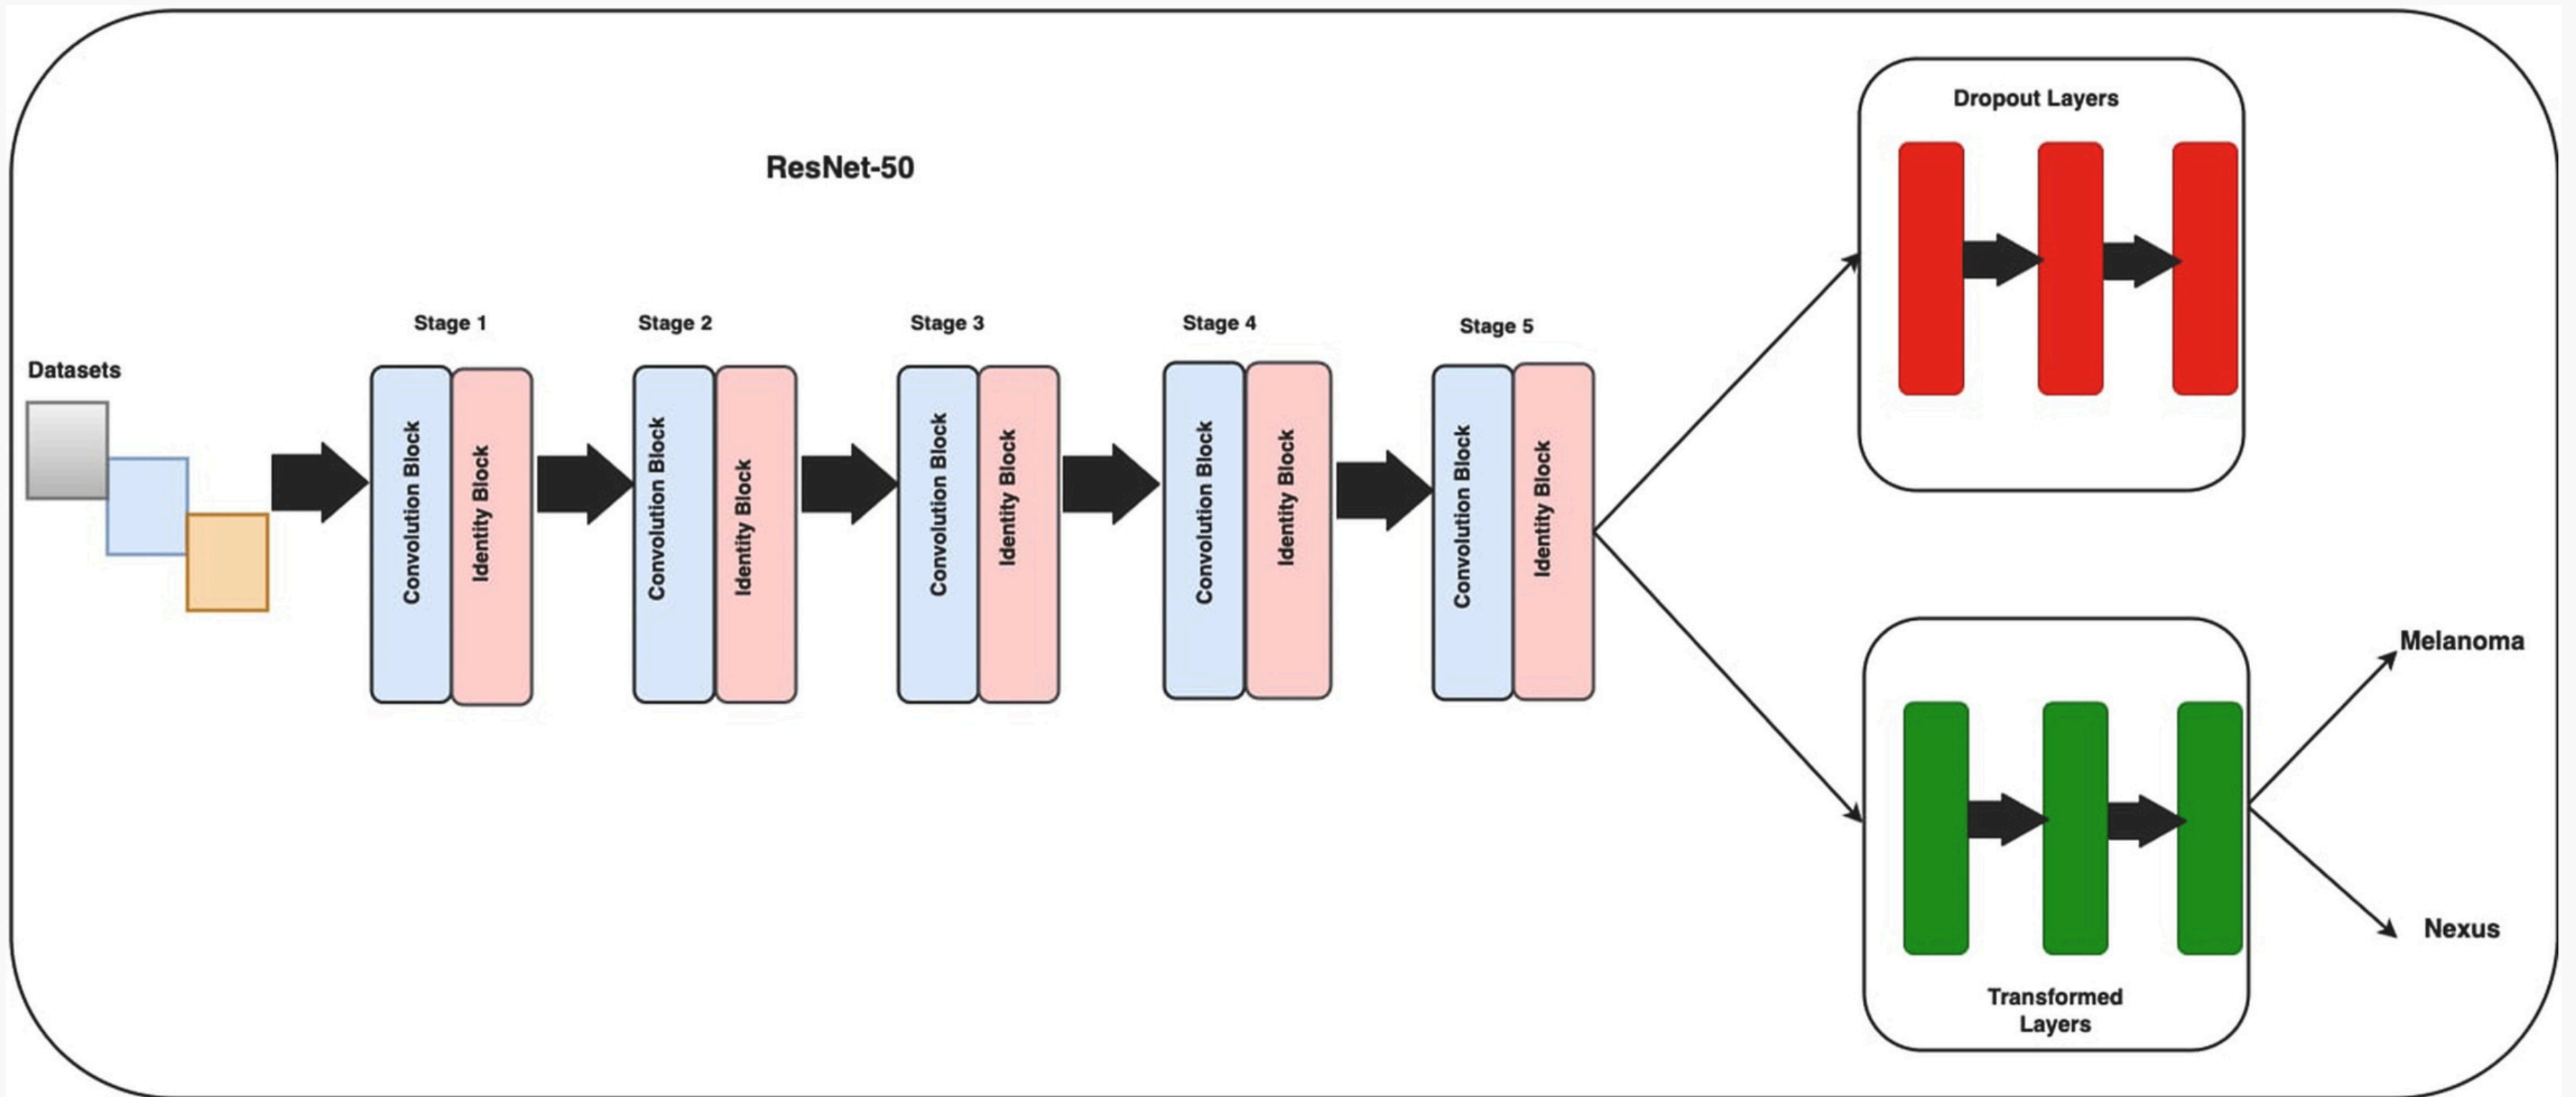 ResNet-50
Datasets
Stage 1
Convolution Block
Identity Block
Stage 2
Convolution Block
Identity Block
Stage 3
Convolution Block
Identity Block
Stage 4
Convolution Block
Identity Block
Stage 5
Convolution Block
Identity Block
Dropout Layers
Transformed
Layers
Melanoma
Nexus